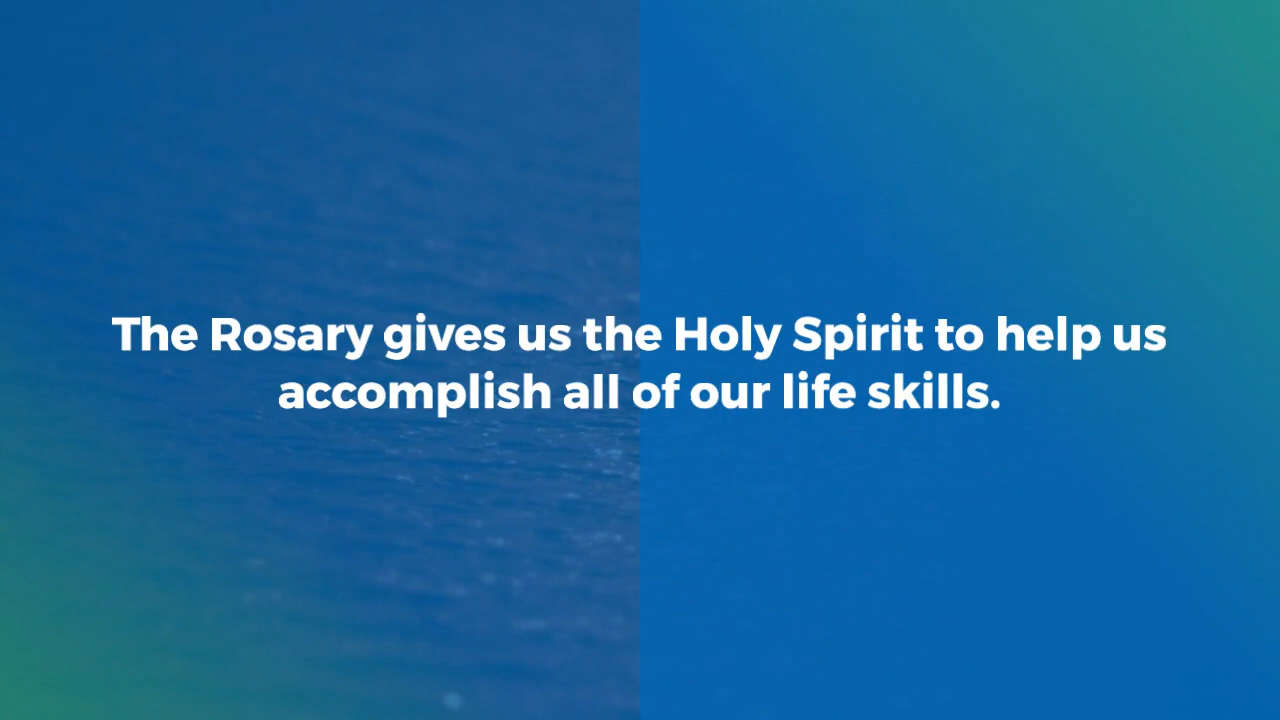 The Rosary gives us the Holy Spirit to help us
accomplish all of our life skills.